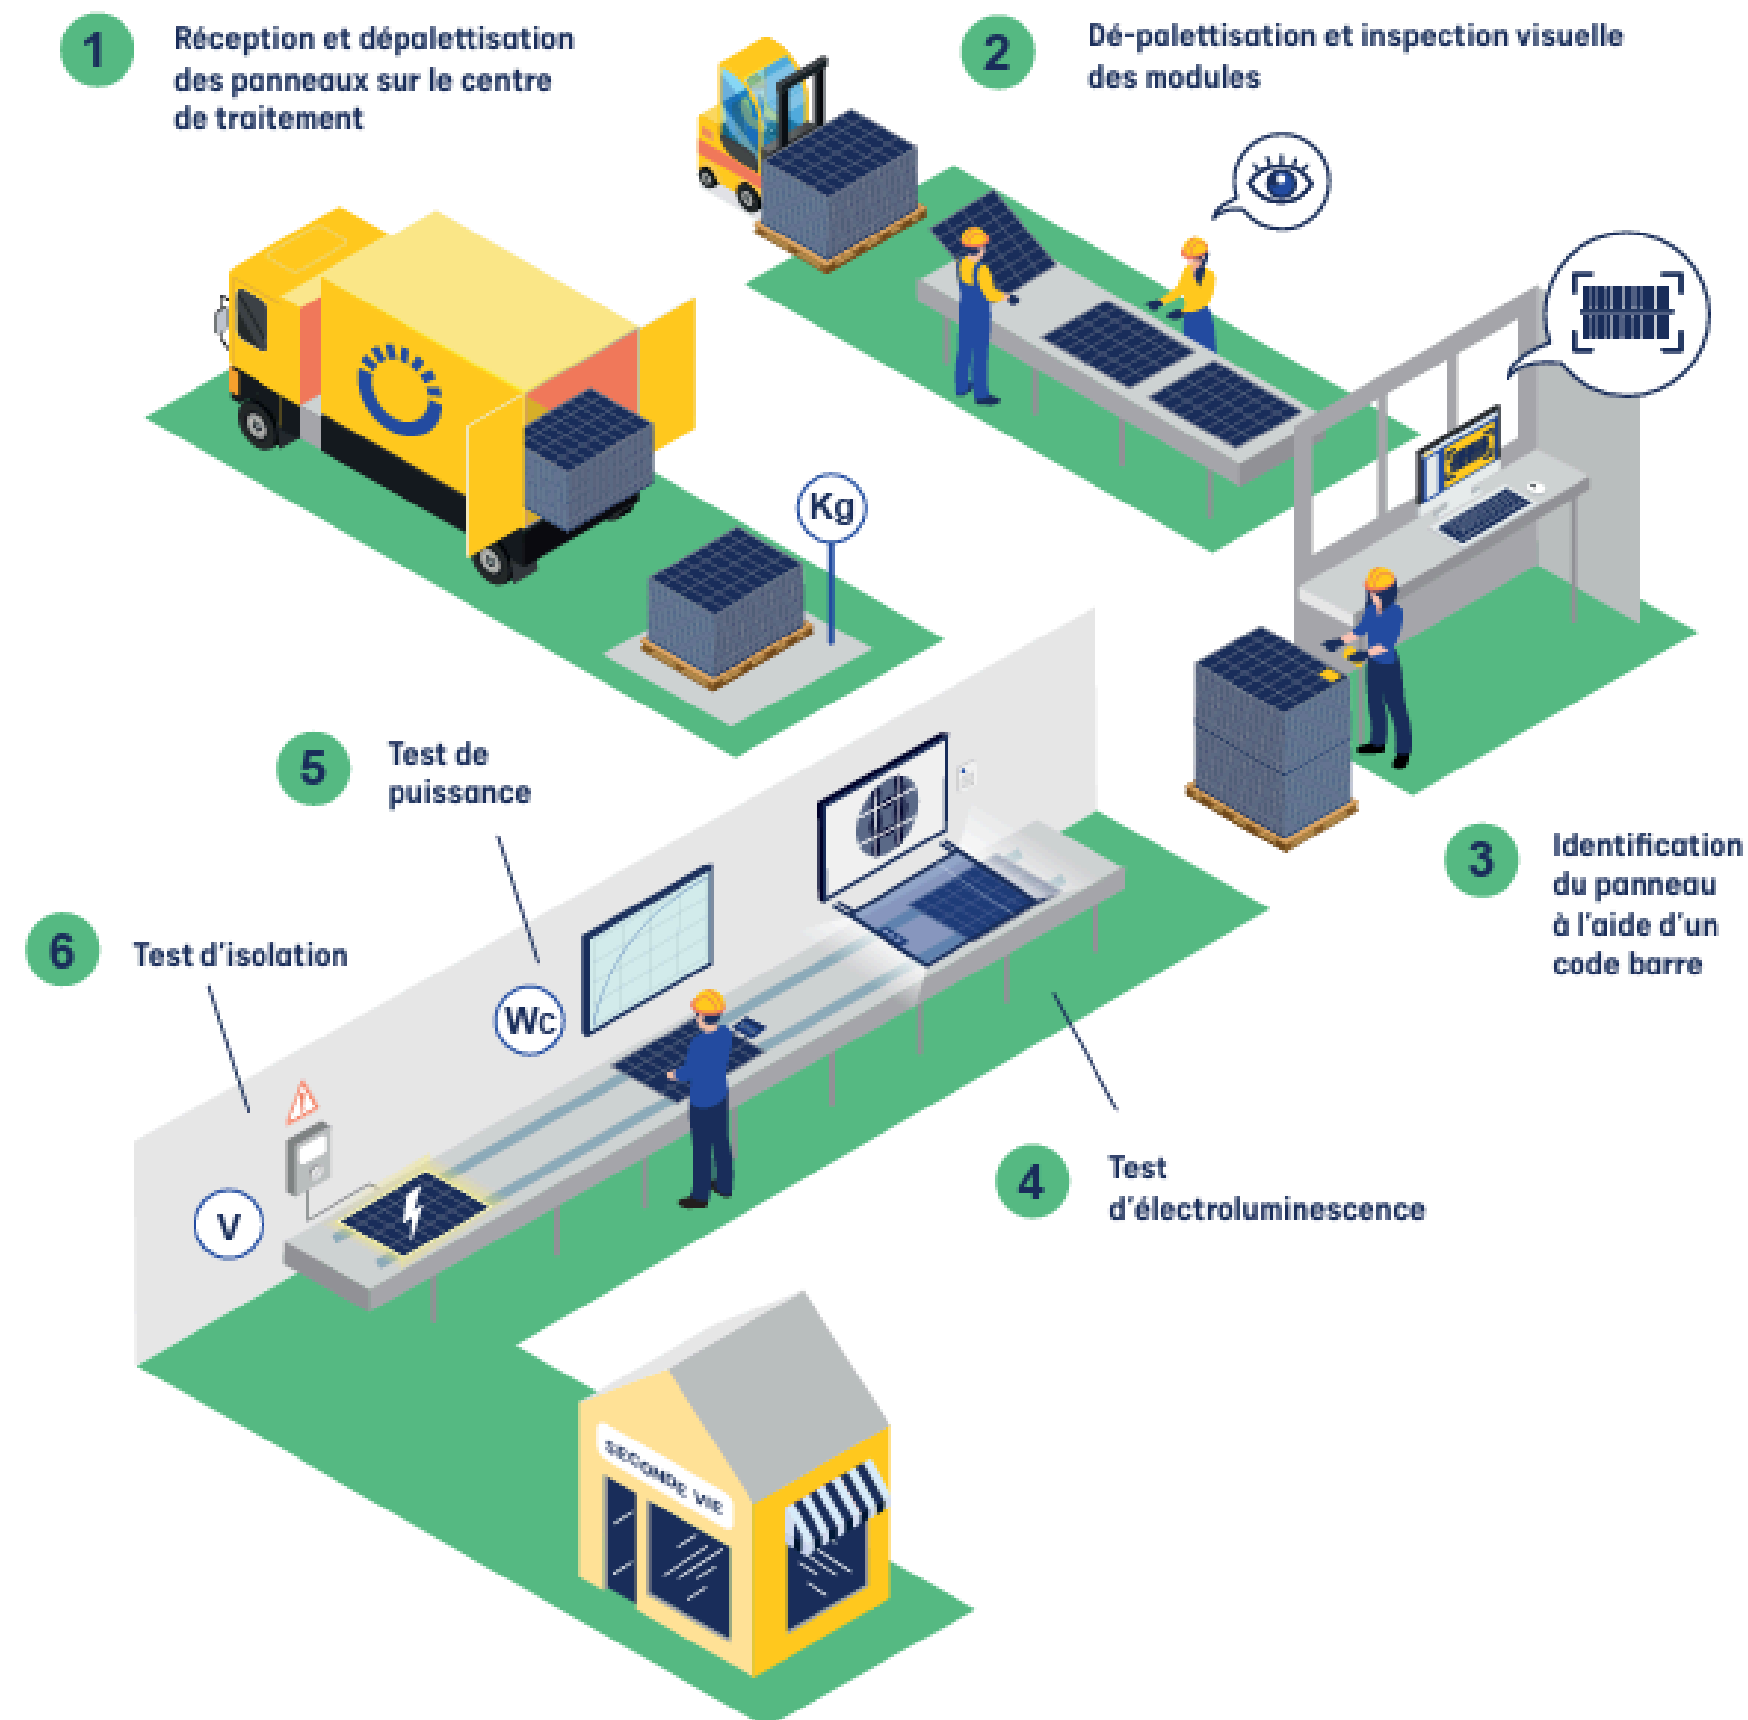 1
Réception et dépalettisation
des panneaux sur le centre
de traitement
2
Dé-palettisation et inspection visuelle
des modules
Kg
3
Identification
du panneau
à l'aide d'un
code barre
4
Test
d'électroluminescence
5
Test de
puissance
Wc
6
Test d'isolation
V
SECONDE VIE